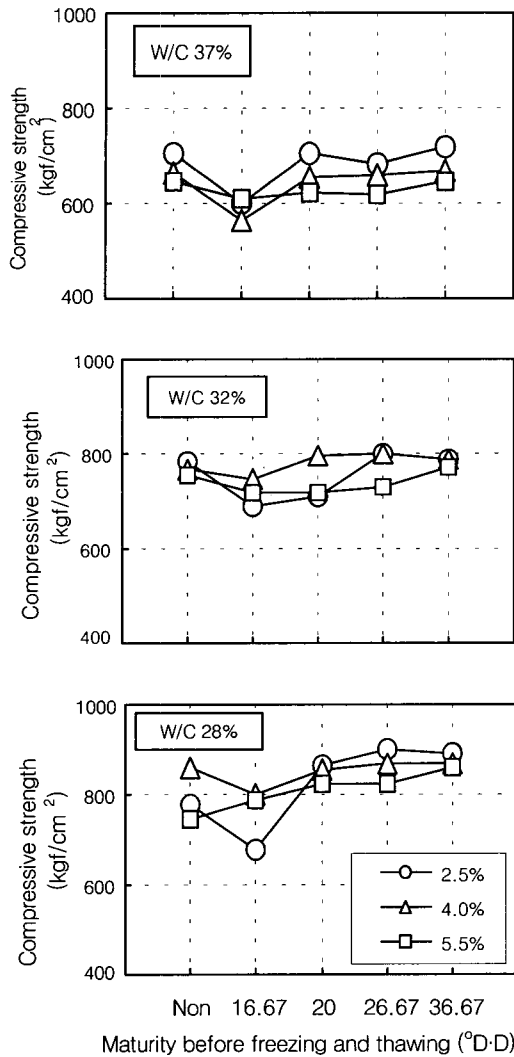 1000
W/C 37%
800
600
400
Compressive strength
(kgf/cm²)
1000
W/C 32%
800
600
400
Compressive strength
(kgf/cm²)
1000
W/C 28%
800
600
400
Compressive strength
(kgf/cm²)
2.5%
4.0%
5.5%
Non 16.67 20 26.67 36.67
Maturity before freezing and thawing (°D·D)